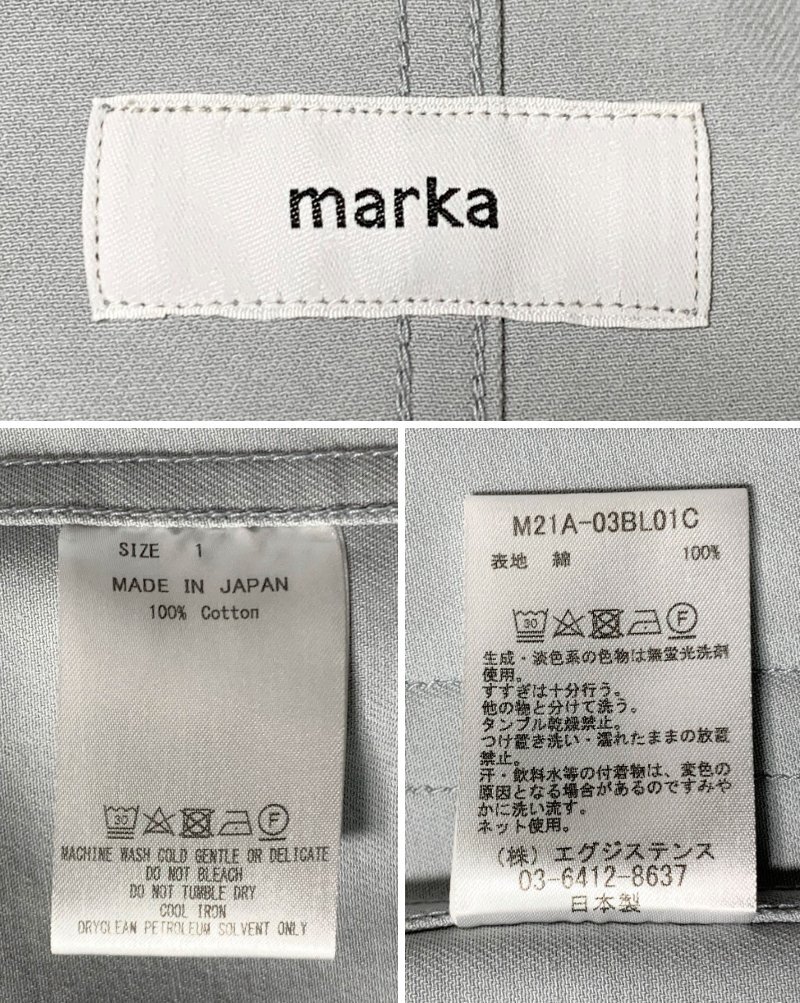 marka
SIZE 1
MADE IN JAPAN
100% Cotton
30 F
MACHINE WASH COLD GENTLE OR DELICATE
DO NOT BLEACH
DO NOT TUMBLE DRY
COOL IRON
DRYCLEAN PETROLEUM SOLVENT ONLY
M21A-03BL01C
表地 綿 100%
30 F
生成・淡色系の色物は無蛍光洗剤
使用。
すすぎは十分行う。
他の物と分けて洗う。
タンブル乾燥禁止。
つけ置き洗い・濡れたままの放置
禁止。
汗・飲料水等の付着物は、変色の
原因となる場合があるのですみや
かに洗い流す。
ネット使用。
(株) エグジステンス
03-6412-8637
日本製